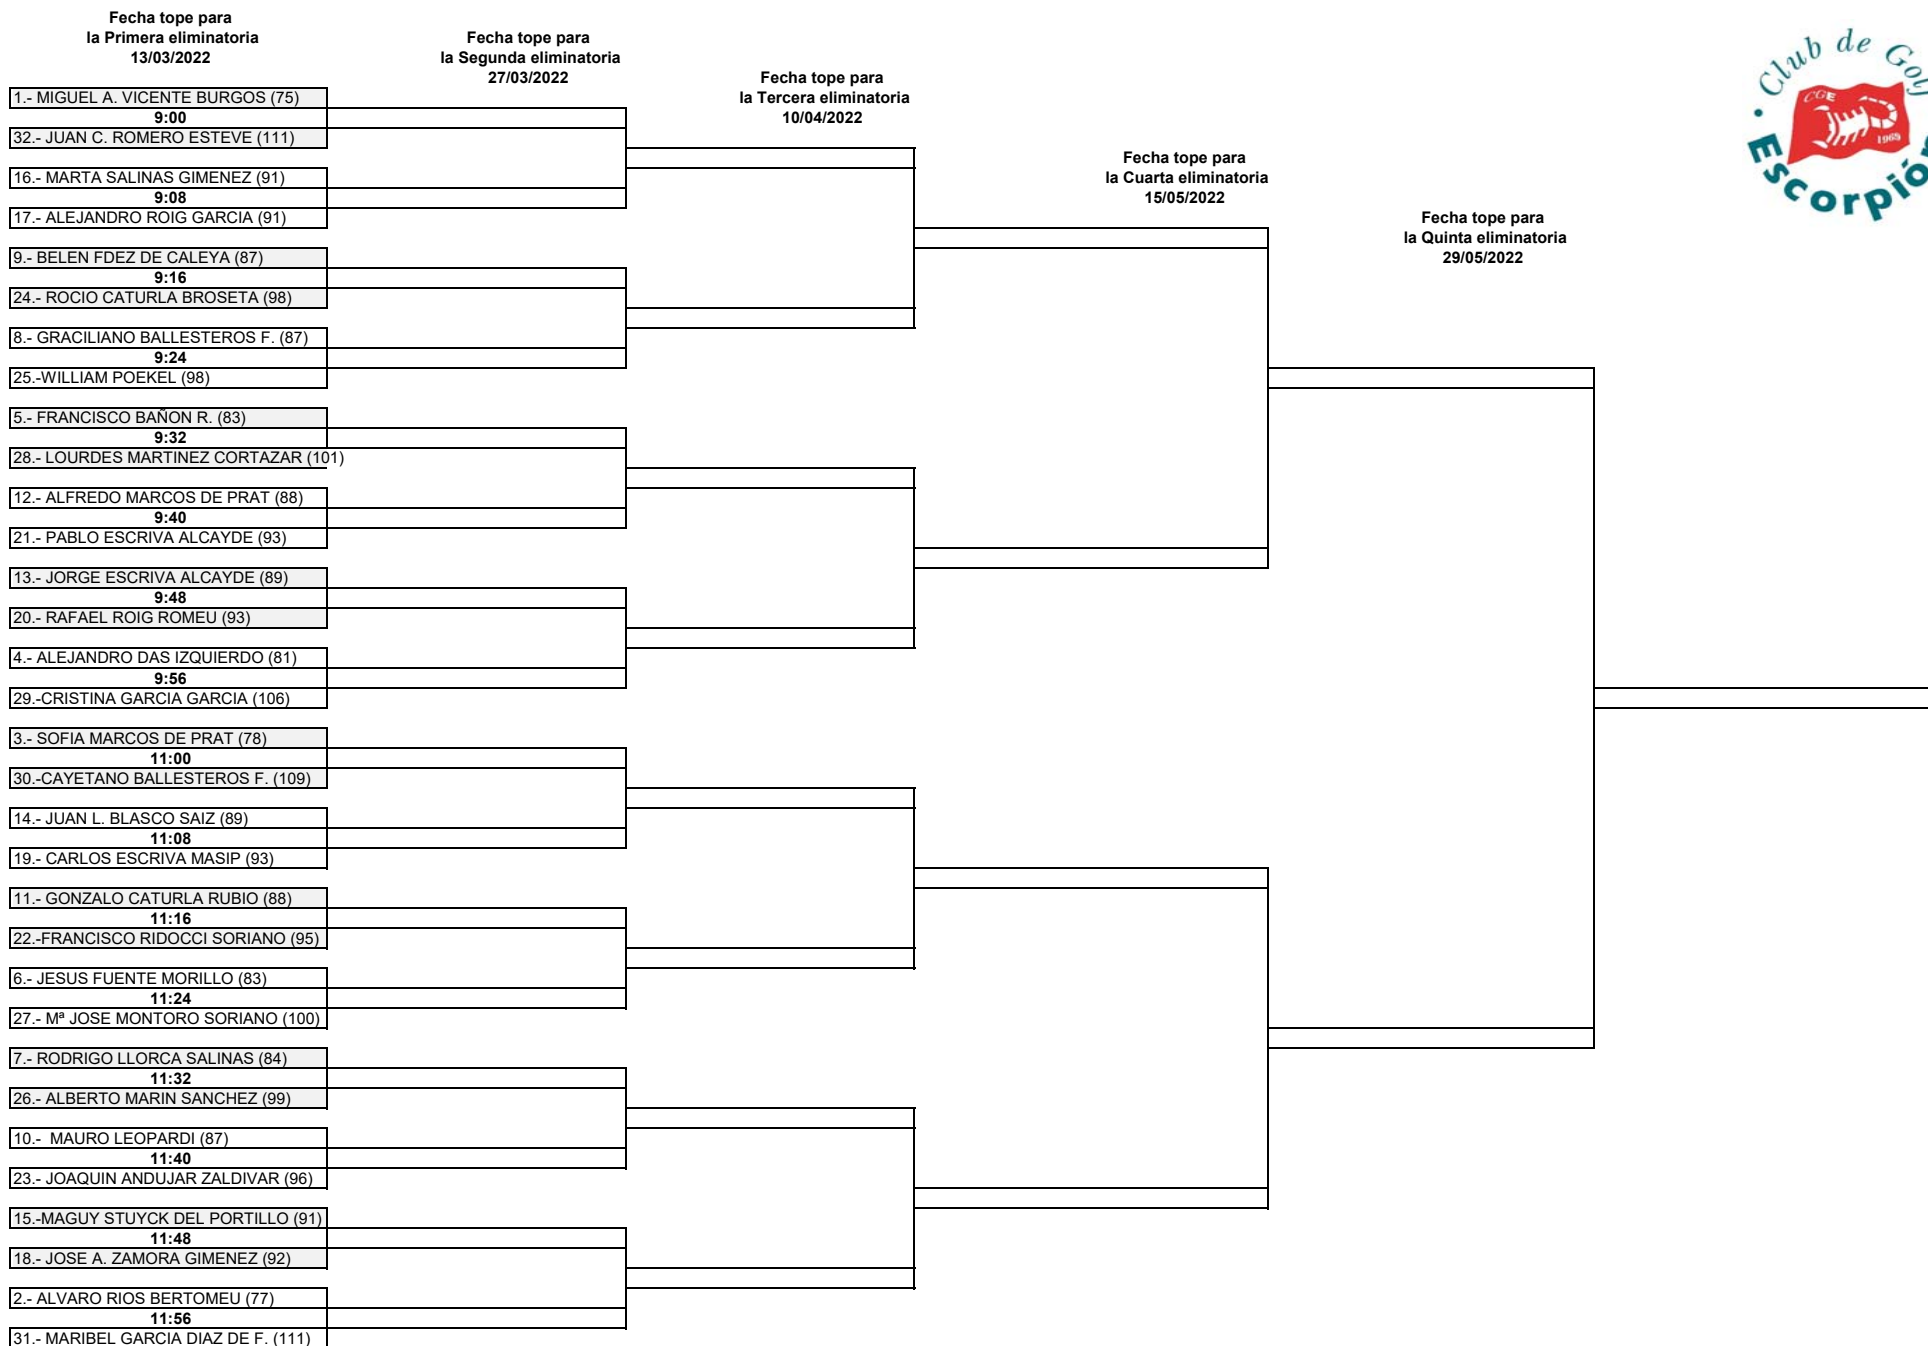 Fecha tope para
la Primera eliminatoria
13/03/2022
Fecha tope para
la Segunda eliminatoria
27/03/2022
Fecha tope para
la Tercera eliminatoria
10/04/2022
Fecha tope para
la Cuarta eliminatoria
15/05/2022
Fecha tope para
la Quinta eliminatoria
29/05/2022
• Club de Golf
CGE
1965
Escorpión
1.- MIGUEL A. VICENTE BURGOS (75)
9:00
32.- JUAN C. ROMERO ESTEVE (111)
16.- MARTA SALINAS GIMENEZ (91)
9:08
17.- ALEJANDRO ROIG GARCIA (91)
9.- BELEN FDEZ DE CALEYA (87)
9:16
24.- ROCIO CATURLA BROSETA (98)
8.- GRACILIANO BALLESTEROS F. (87)
9:24
25.-WILLIAM POEKEL (98)
5.- FRANCISCO BAÑON R. (83)
9:32
28.- LOURDES MARTINEZ CORTAZAR (101)
12.- ALFREDO MARCOS DE PRAT (88)
9:40
21.- PABLO ESCRIVA ALCAYDE (93)
13.- JORGE ESCRIVA ALCAYDE (89)
9:48
20.- RAFAEL ROIG ROMEU (93)
4.- ALEJANDRO DAS IZQUIERDO (81)
9:56
29.-CRISTINA GARCIA GARCIA (106)
3.- SOFIA MARCOS DE PRAT (78)
11:00
30.-CAYETANO BALLESTEROS F. (109)
14.- JUAN L. BLASCO SAIZ (89)
11:08
19.- CARLOS ESCRIVA MASIP (93)
11.- GONZALO CATURLA RUBIO (88)
11:16
22.-FRANCISCO RIDOCCI SORIANO (95)
6.- JESUS FUENTE MORILLO (83)
11:24
27.- Mª JOSE MONTORO SORIANO (100)
7.- RODRIGO LLORCA SALINAS (84)
11:32
26.- ALBERTO MARIN SANCHEZ (99)
10.-  MAURO LEOPARDI (87)
11:40
23.- JOAQUIN ANDUJAR ZALDIVAR (96)
15.-MAGUY STUYCK DEL PORTILLO (91)
11:48
18.- JOSE A. ZAMORA GIMENEZ (92)
2.- ALVARO RIOS BERTOMEU (77)
11:56
31.- MARIBEL GARCIA DIAZ DE F. (111)